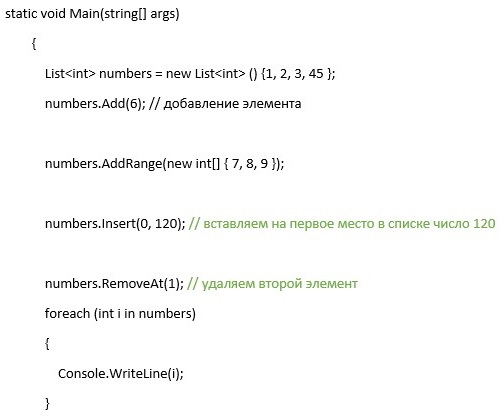 static void Main(string[] args)
{
List<int> numbers = new List<int> () {1, 2, 3, 45 };
numbers.Add(6); // добавление элемента
numbers.AddRange(new int[] { 7, 8, 9 });
numbers.Insert(0, 120); // вставляем на первое место в списке число 120
numbers.RemoveAt(1); // удаляем второй элемент
foreach (int i in numbers)
{
Console.WriteLine(i);
}